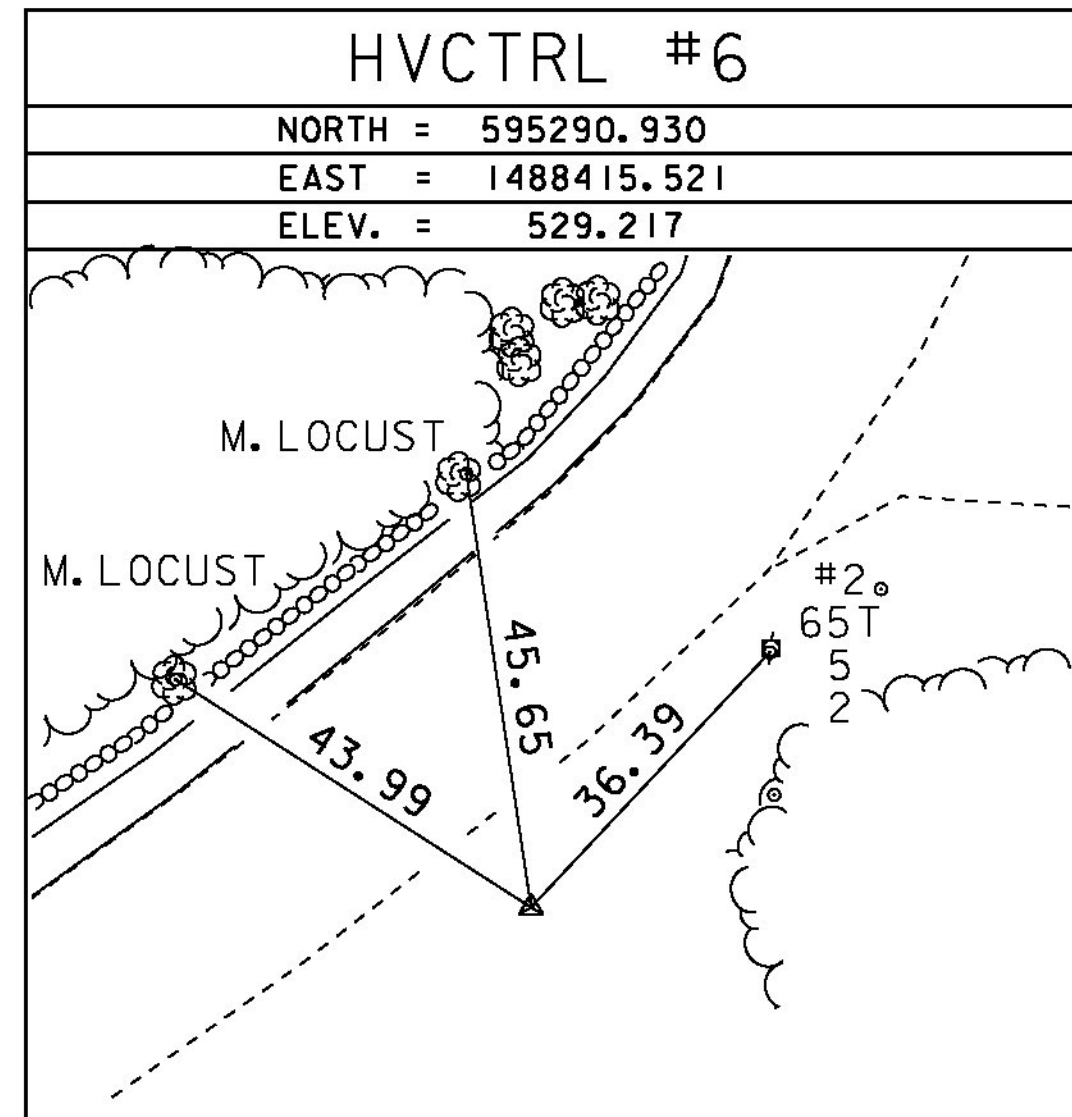 HVCTRL #6
NORTH = 595290.930
EAST = 1488415.521
ELEV. = 529.217
M. LOCUST
M. LOCUST
#2
65T
5
2
45.65
36.39
43.99